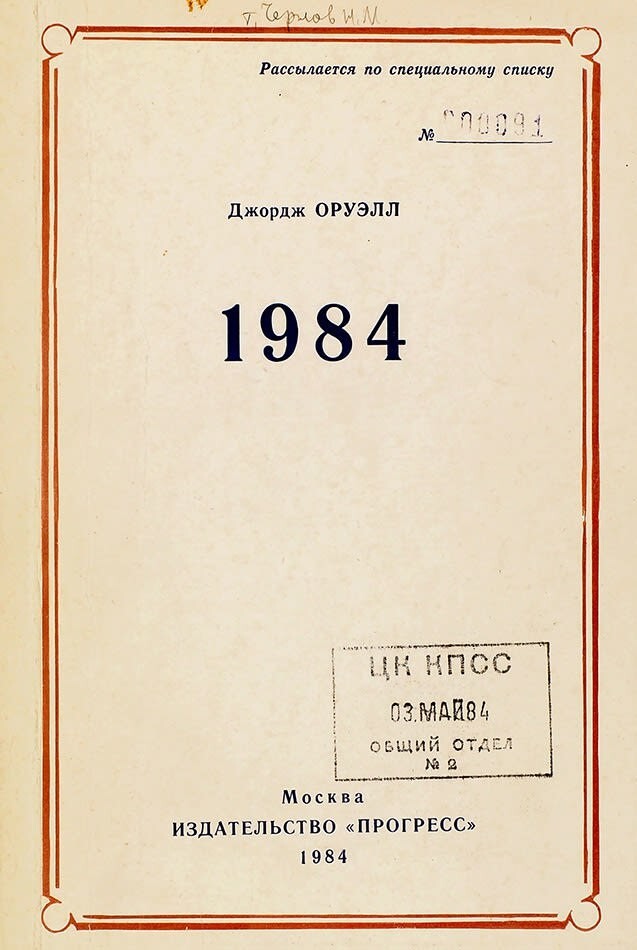 т. Чернов Н.М.
Рассылается по специальному списку
№ 000091
Джордж ОРУЭЛЛ
1984
ЦК КПСС
03.МАЙ84
ОБЩИЙ ОТДЕЛ
№ 2
Москва
ИЗДАТЕЛЬСТВО «ПРОГРЕСС»
1984